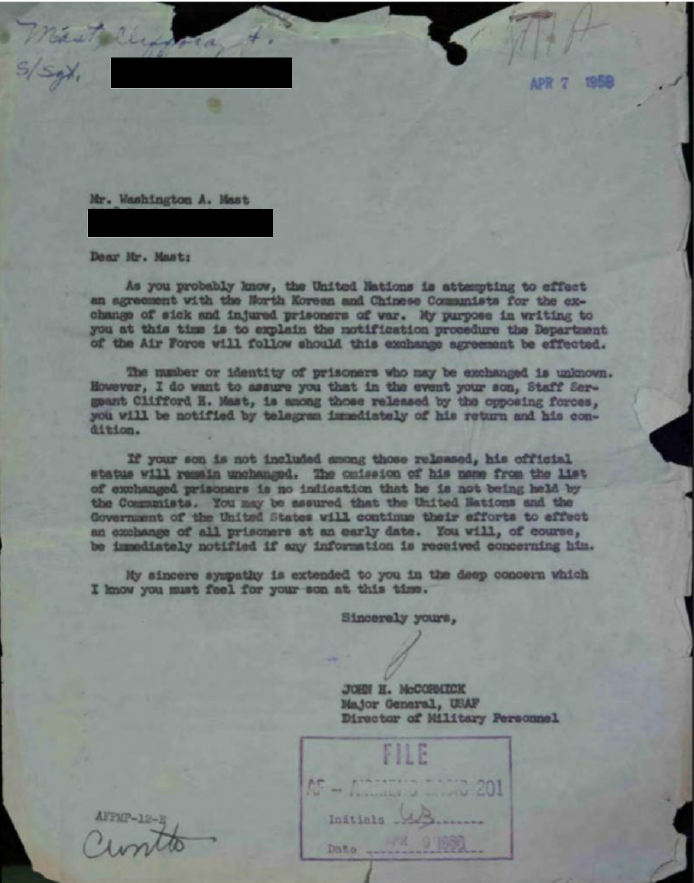 Mast, Clifford, H.
S/Sgt.
APR 7 1953
Mr. Washington A. Mast
Dear Mr. Mast:
As you probably know, the United Nations is attempting to effect
an agreement with the North Korean and Chinese Communists for the ex-
change of sick and injured prisoners of war. My purpose in writing to
you at this time is to explain the notification procedure the Department
of the Air Force will follow should this exchange agreement be effected.
The number or identity of prisoners who may be exchanged is unknown.
However, I do want to assure you that in the event your son, Staff Ser-
geant Clifford H. Mast, is among those released by the opposing forces,
you will be notified by telegram immediately of his return and his con-
dition.
If your son is not included among those released, his official
status will remain unchanged. The omission of his name from the list
of exchanged prisoners is no indication that he is not being held by
the Communists. You may be assured that the United Nations and the
Government of the United States will continue their efforts to effect
an exchange of all prisoners at an early date. You will, of course,
be immediately notified if any information is received concerning him.
My sincere sympathy is extended to you in the deep concern which
I know you must feel for your son at this time.
Sincerely yours,
JOHN H. McCORMICK
Major General, USAF
Director of Military Personnel
FILE
AF -- 201
Initials WB
Date APR 9
AFPMP-12-E